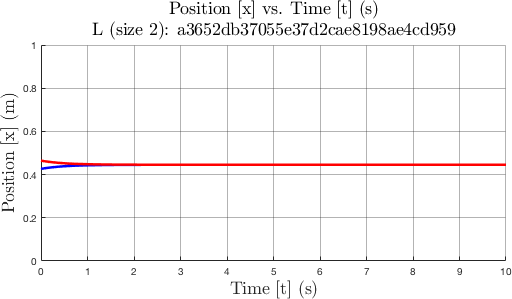 Position [x] vs. Time [t] (s)
L (size 2): a3652db37055e37d2cae8198ae4cd959
Position [x] (m)
1
0.8
0.6
0.4
0.2
0
0 1 2 3 4 5 6 7 8 9 10
Time [t] (s)